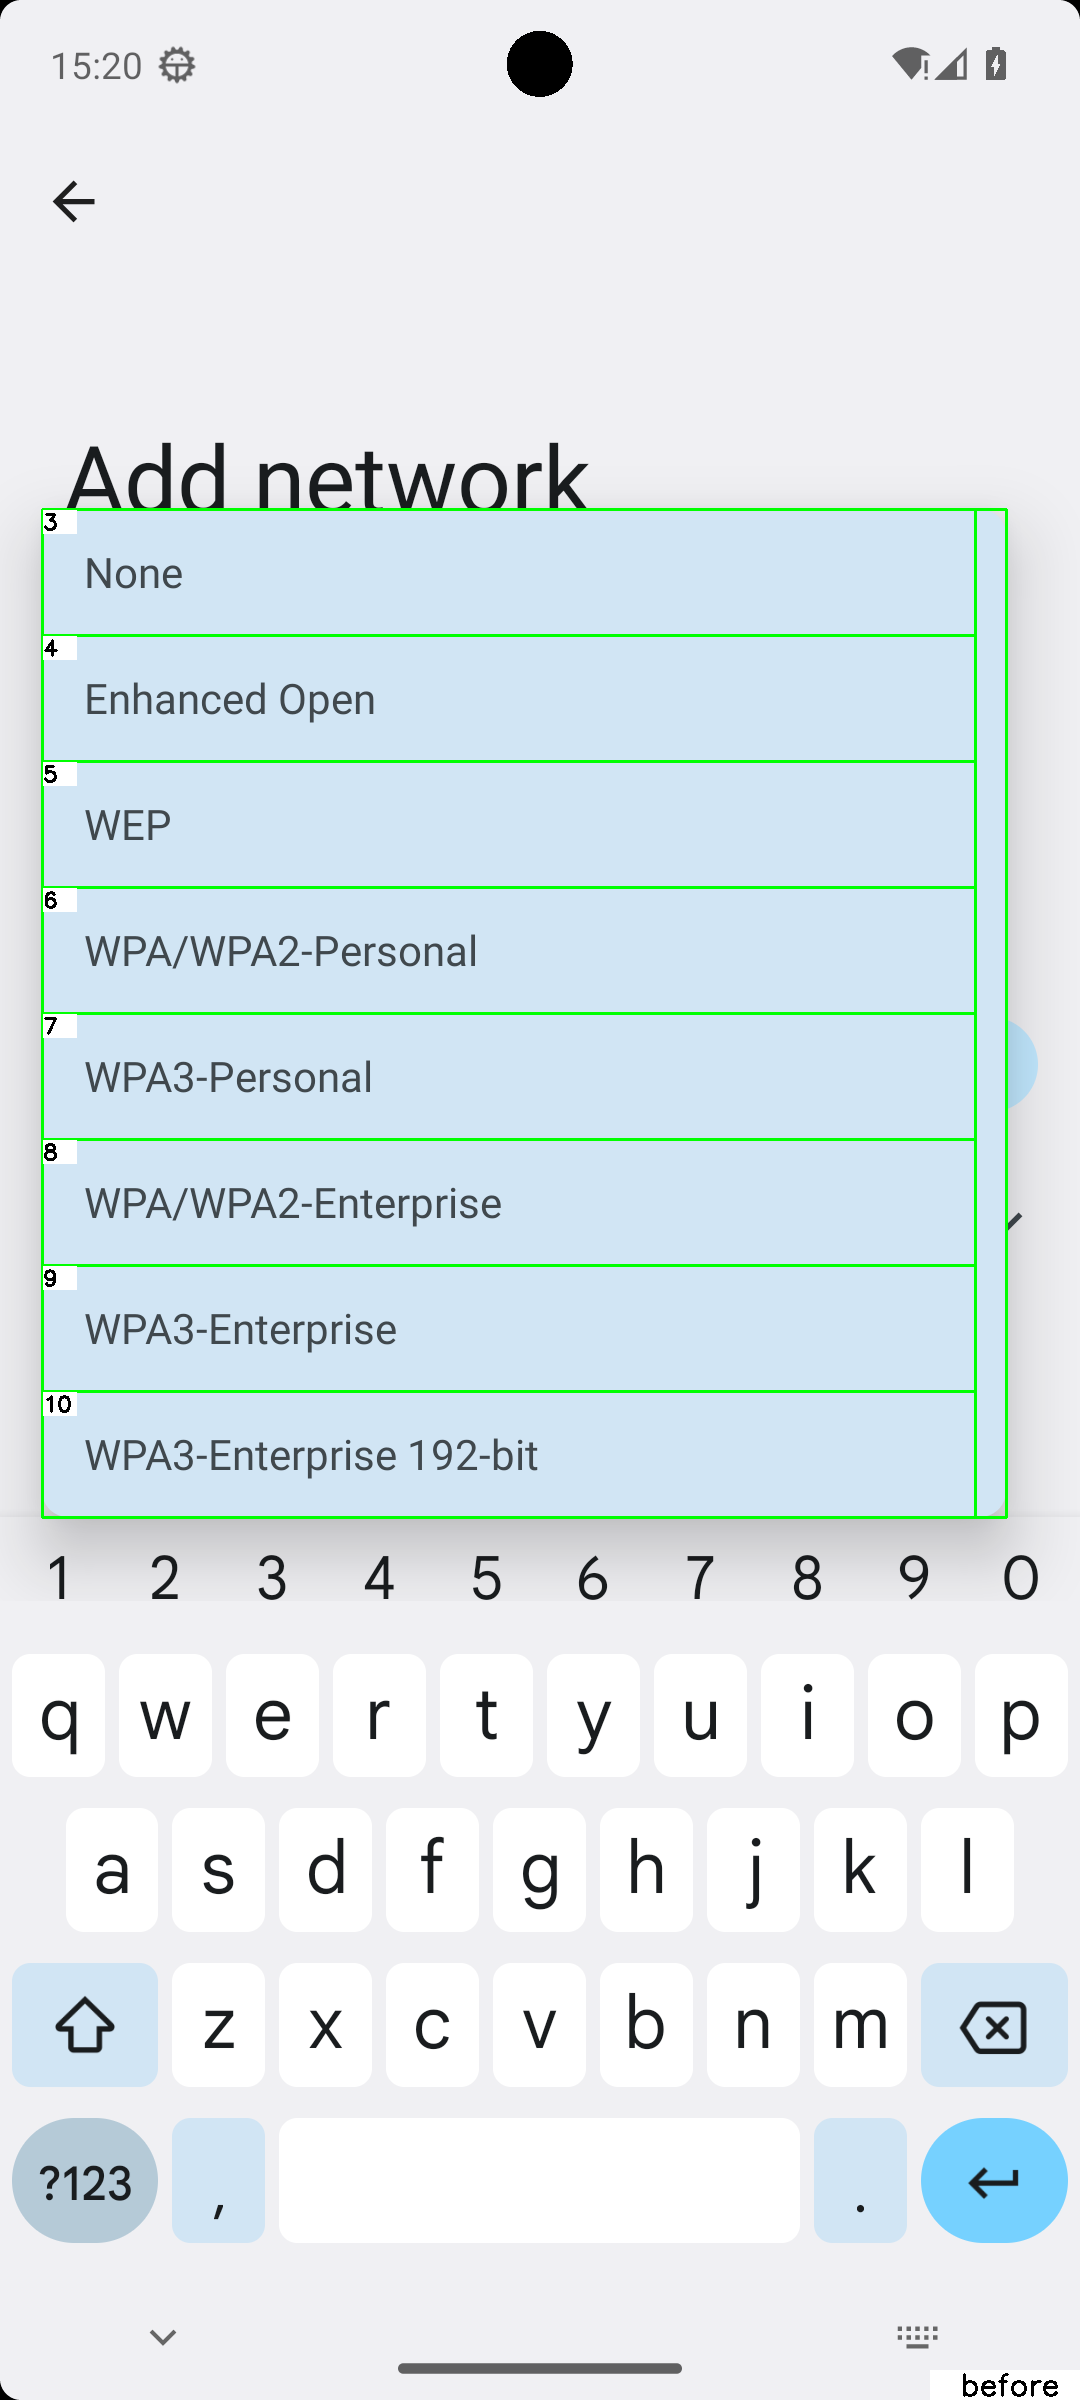 15:20
Add network
3
None
4
Enhanced Open
5
WEP
6
WPA/WPA2-Personal
7
WPA3-Personal
8
WPA/WPA2-Enterprise
9
WPA3-Enterprise
10
WPA3-Enterprise 192-bit
1 2 3 4 5 6 7 8 9 0
q w e r t y u i o p
a s d f g h j k l
z x c v b n m
?123 , .
before